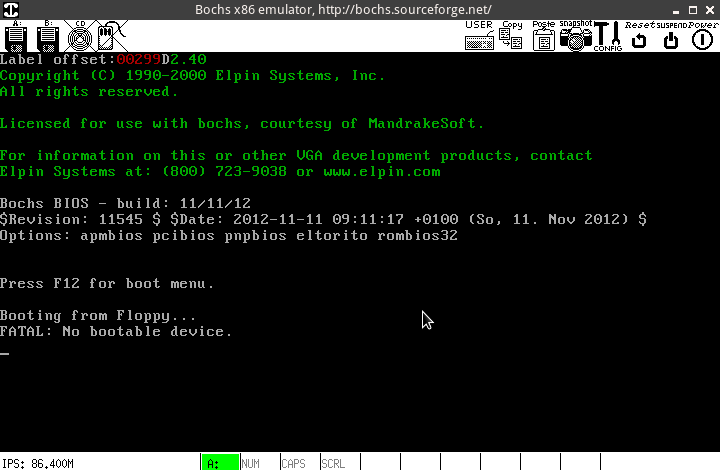 Bochs x86 emulator, http://bochs.sourceforge.net/
A: B: CD USER Copy Paste snapshot CONFIG Reset SUSPEND Power
Label offset:00299D2.40
Copyright (C) 1990-2000 Elpin Systems, Inc.
All rights reserved.
Licensed for use with bochs, courtesy of MandrakeSoft.
For information on this or other VGA development products, contact
Elpin Systems at: (800) 723-9038 or www.elpin.com
Bochs BIOS - build: 11/11/12
$Revision: 11545 $ $Date: 2012-11-11 09:11:17 +0100 (So, 11. Nov 2012) $
Options: apmbios pcibios pnpbios eltorito rombios32
Press F12 for boot menu.
Booting from Floppy...
FATAL: No bootable device.
_
IPS: 86.400M A: NUM CAPS SCRL